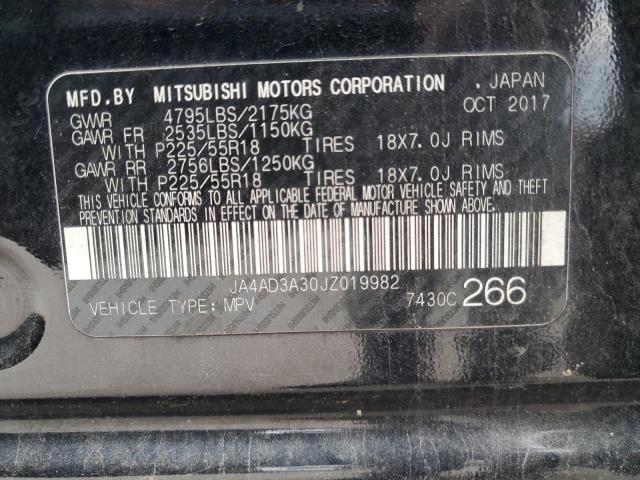 MFD.BY MITSUBISHI MOTORS CORPORATION . JAPAN
GVWR 4795LBS/2175KG OCT 2017
GAWR FR 2535LBS/1150KG
WITH P225/55R18 TIRES 18X7.0J RIMS
GAWR RR 2756LBS/1250KG
WITH P225/55R18 TIRES 18X7.0J RIMS
THIS VEHICLE CONFORMS TO ALL APPLICABLE FEDERAL MOTOR VEHICLE SAFETY AND THEFT
PREVENTION STANDARDS IN EFFECT ON THE DATE OF MANUFACTURE SHOWN ABOVE.
JA4AD3A30JZ019982
VEHICLE TYPE: MPV 7430C 266